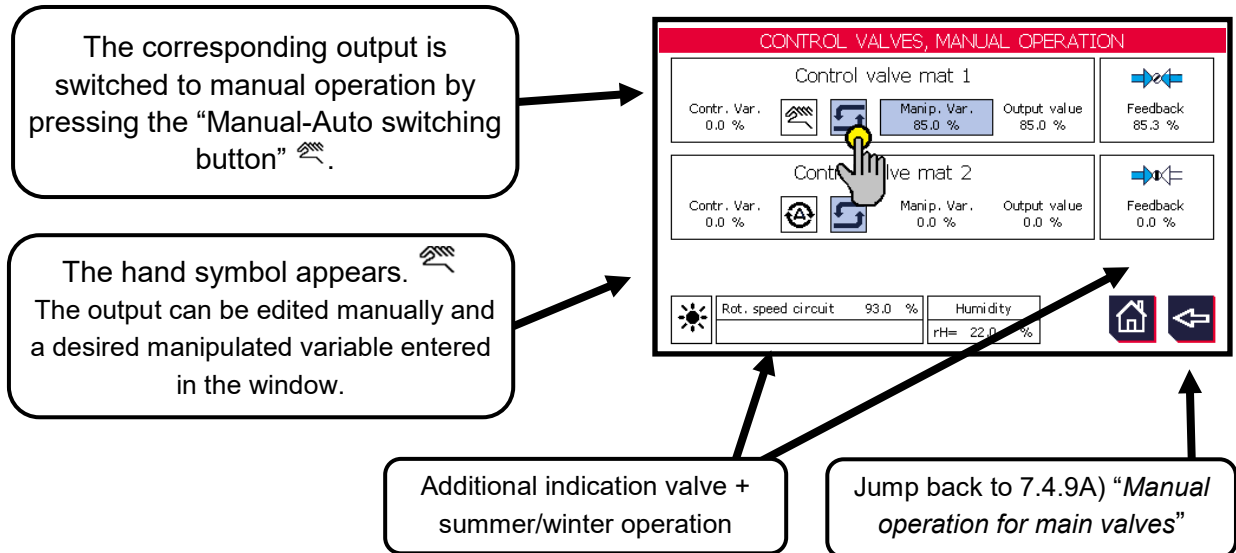 The corresponding output is
switched to manual operation by
pressing the “Manual-Auto switching
button” .
The hand symbol appears.
The output can be edited manually and
a desired manipulated variable entered
in the window.
CONTROL VALVES, MANUAL OPERATION
Control valve mat 1
Contr. Var.
0.0 %
Manip. Var.
85.0 %
Output value
85.0 %
Feedback
85.3 %
lve mat 2
Contr. Var.
0.0 %
A
Manip. Var.
0.0 %
Output value
0.0 %
Feedback
0.0 %
Rot. speed circuit 93.0 %
Humidity
rH= 22.0 %
Additional indication valve +
summer/winter operation
Jump back to 7.4.9A) “Manual
operation for main valves”